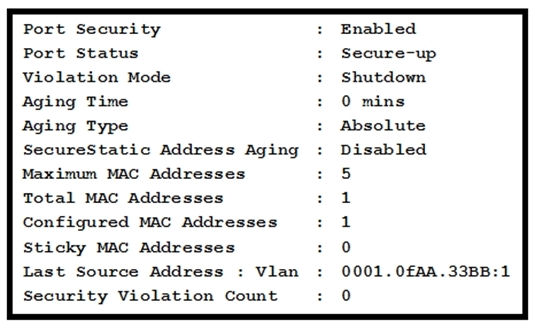 Port Security : Enabled
Port Status : Secure-up
Violation Mode : Shutdown
Aging Time : 0 mins
Aging Type : Absolute
SecureStatic Address Aging : Disabled
Maximum MAC Addresses : 5
Total MAC Addresses : 1
Configured MAC Addresses : 1
Sticky MAC Addresses : 0
Last Source Address : Vlan : 0001.0fAA.33BB:1
Security Violation Count : 0